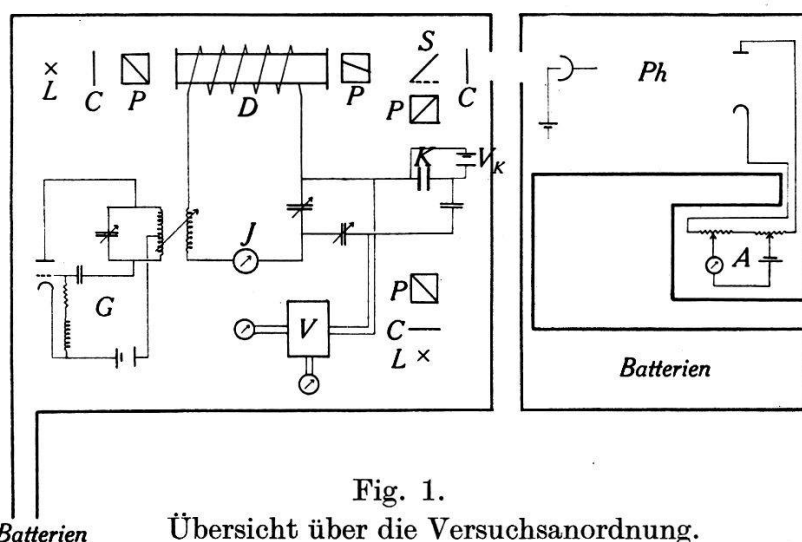 S
L C P D P P C
Ph
K V_K
J
G
A
P
V
C
L
Batterien
Batterien
Fig. 1.
Übersicht über die Versuchsanordnung.